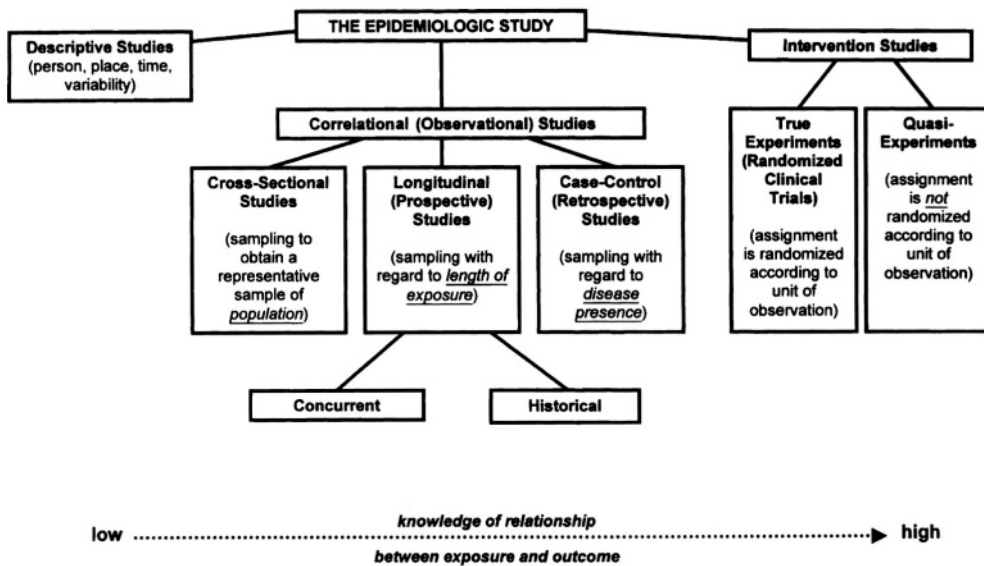 THE EPIDEMIOLOGIC STUDY
Descriptive Studies
(person, place, time,
variability)
Intervention Studies
Correlational (Observational) Studies
Cross-Sectional
Studies
(sampling to
obtain a
representative
sample of
population)
Longitudinal
(Prospective)
Studies
(sampling with
regard to length of
exposure)
Case-Control
(Retrospective)
Studies
(sampling with
regard to
disease
presence)
True
Experiments
(Randomized
Clinical
Trials)
(assignment
is randomized
according to
unit of
observation)
Quasi-
Experiments
(assignment
is not
randomized
according to
unit of
observation)
Concurrent
Historical
knowledge of relationship
low
high
between exposure and outcome